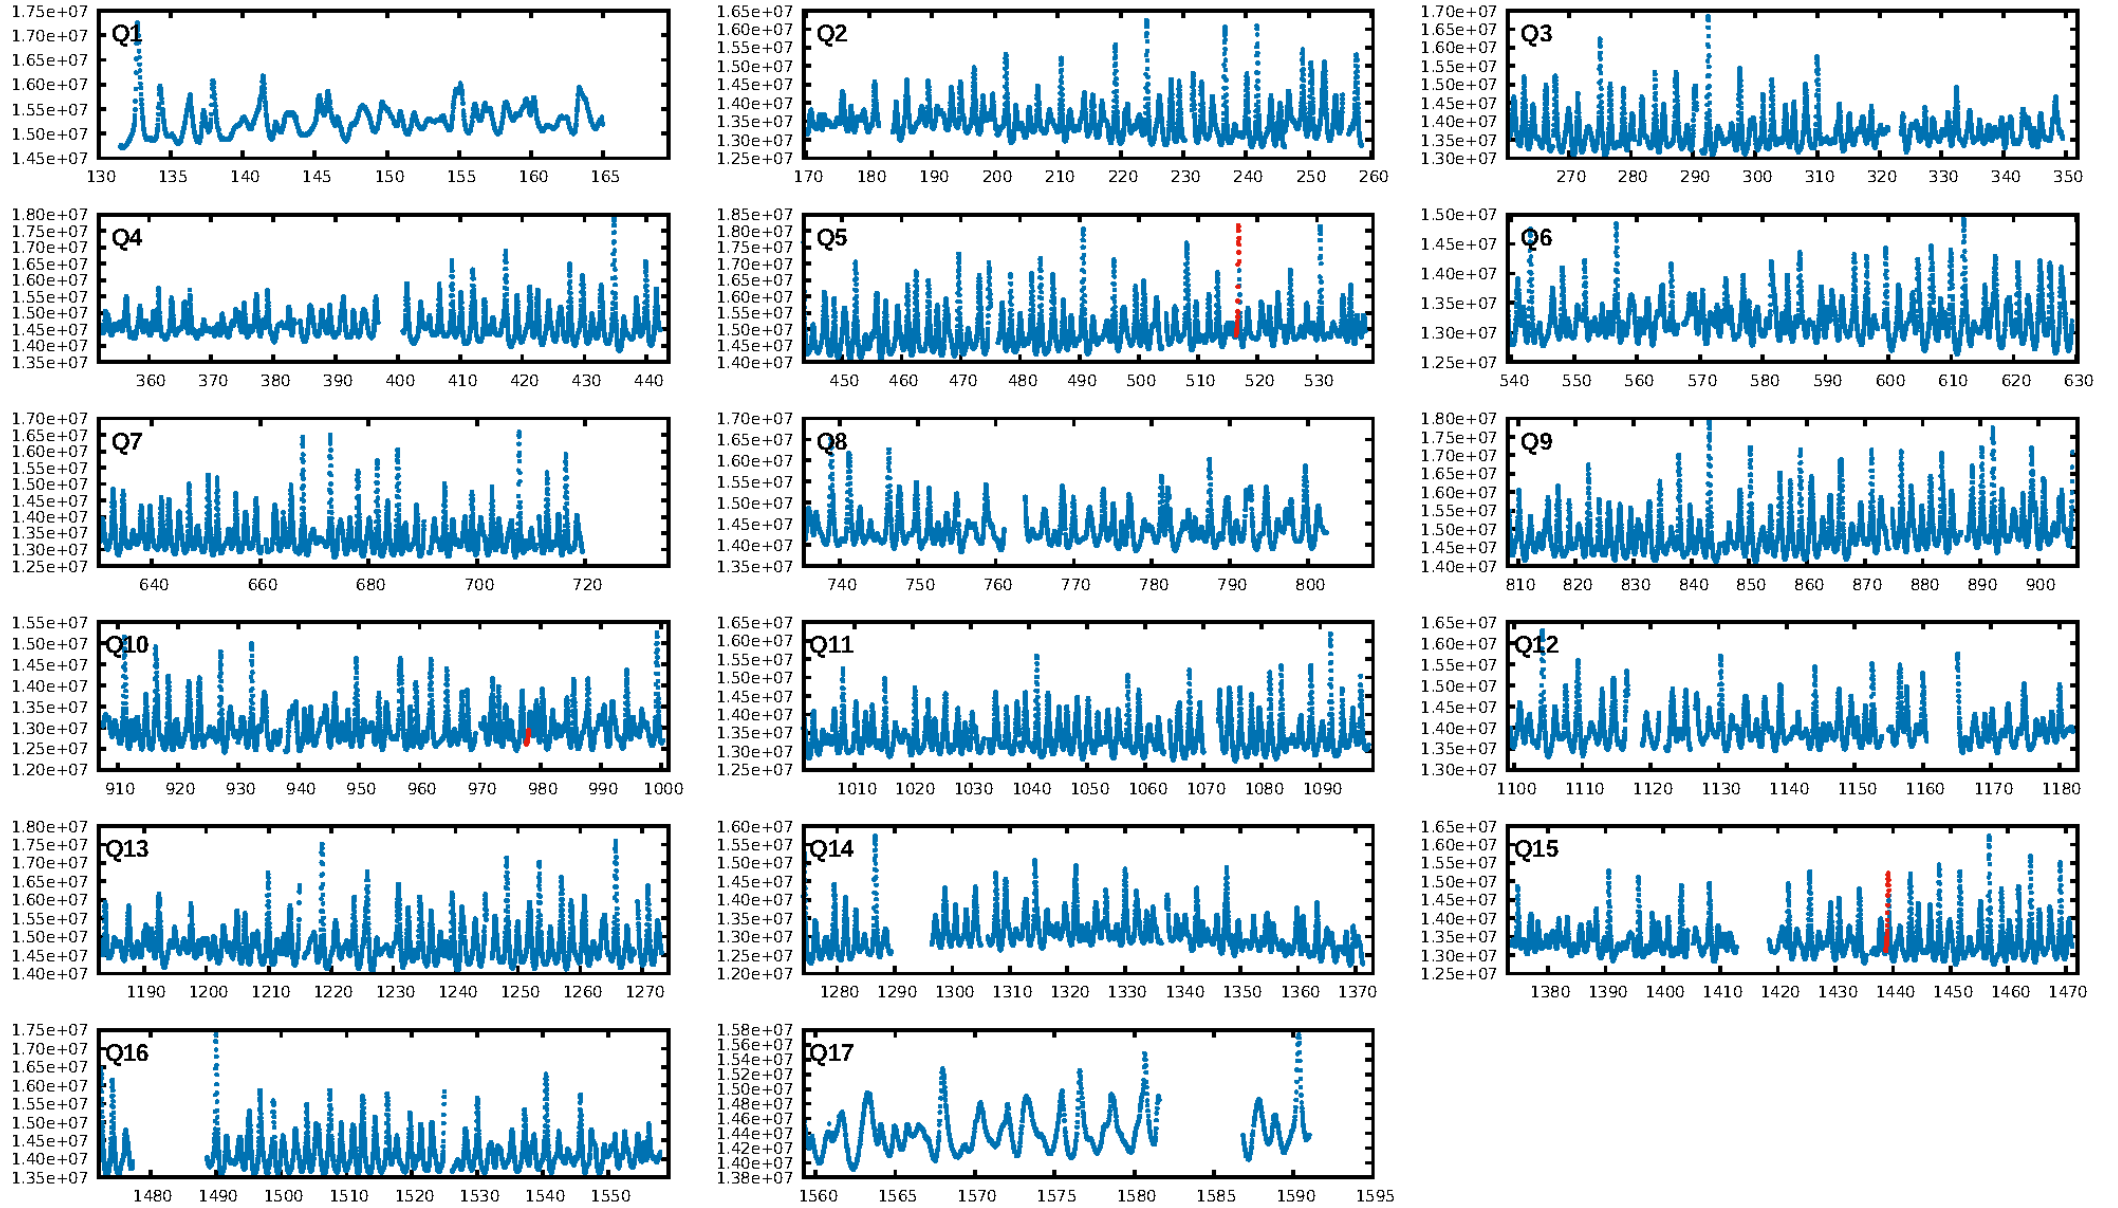 Q1
1.75e+07
1.70e+07
1.65e+07
1.60e+07
1.55e+07
1.50e+07
1.45e+07
130 135 140 145 150 155 160 165
Q2
1.65e+07
1.60e+07
1.55e+07
1.50e+07
1.45e+07
1.40e+07
1.35e+07
1.30e+07
1.25e+07
170 180 190 200 210 220 230 240 250 260
Q3
1.70e+07
1.65e+07
1.60e+07
1.55e+07
1.50e+07
1.45e+07
1.40e+07
1.35e+07
1.30e+07
270 280 290 300 310 320 330 340 350
Q4
1.80e+07
1.75e+07
1.70e+07
1.65e+07
1.60e+07
1.55e+07
1.50e+07
1.45e+07
1.40e+07
1.35e+07
360 370 380 390 400 410 420 430 440
Q5
1.85e+07
1.80e+07
1.75e+07
1.70e+07
1.65e+07
1.60e+07
1.55e+07
1.50e+07
1.45e+07
1.40e+07
450 460 470 480 490 500 510 520 530
Q6
1.50e+07
1.45e+07
1.40e+07
1.35e+07
1.30e+07
1.25e+07
540 550 560 570 580 590 600 610 620 630
Q7
1.70e+07
1.65e+07
1.60e+07
1.55e+07
1.50e+07
1.45e+07
1.40e+07
1.35e+07
1.30e+07
1.25e+07
640 660 680 700 720
Q8
1.70e+07
1.65e+07
1.60e+07
1.55e+07
1.50e+07
1.45e+07
1.40e+07
1.35e+07
740 750 760 770 780 790 800
Q9
1.80e+07
1.75e+07
1.70e+07
1.65e+07
1.60e+07
1.55e+07
1.50e+07
1.45e+07
1.40e+07
810 820 830 840 850 860 870 880 890 900
Q10
1.55e+07
1.50e+07
1.45e+07
1.40e+07
1.35e+07
1.30e+07
1.25e+07
1.20e+07
910 920 930 940 950 960 970 980 990 1000
Q11
1.65e+07
1.60e+07
1.55e+07
1.50e+07
1.45e+07
1.40e+07
1.35e+07
1.30e+07
1.25e+07
1010 1020 1030 1040 1050 1060 1070 1080 1090
Q12
1.65e+07
1.60e+07
1.55e+07
1.50e+07
1.45e+07
1.40e+07
1.35e+07
1.30e+07
1100 1110 1120 1130 1140 1150 1160 1170 1180
Q13
1.80e+07
1.75e+07
1.70e+07
1.65e+07
1.60e+07
1.55e+07
1.50e+07
1.45e+07
1.40e+07
1190 1200 1210 1220 1230 1240 1250 1260 1270
Q14
1.60e+07
1.55e+07
1.50e+07
1.45e+07
1.40e+07
1.35e+07
1.30e+07
1.25e+07
1.20e+07
1280 1290 1300 1310 1320 1330 1340 1350 1360 1370
Q15
1.65e+07
1.60e+07
1.55e+07
1.50e+07
1.45e+07
1.40e+07
1.35e+07
1.30e+07
1.25e+07
1380 1390 1400 1410 1420 1430 1440 1450 1460 1470
Q16
1.75e+07
1.70e+07
1.65e+07
1.60e+07
1.55e+07
1.50e+07
1.45e+07
1.40e+07
1.35e+07
1480 1490 1500 1510 1520 1530 1540 1550
Q17
1.58e+07
1.56e+07
1.54e+07
1.52e+07
1.50e+07
1.48e+07
1.46e+07
1.44e+07
1.42e+07
1.40e+07
1.38e+07
1560 1565 1570 1575 1580 1585 1590 1595